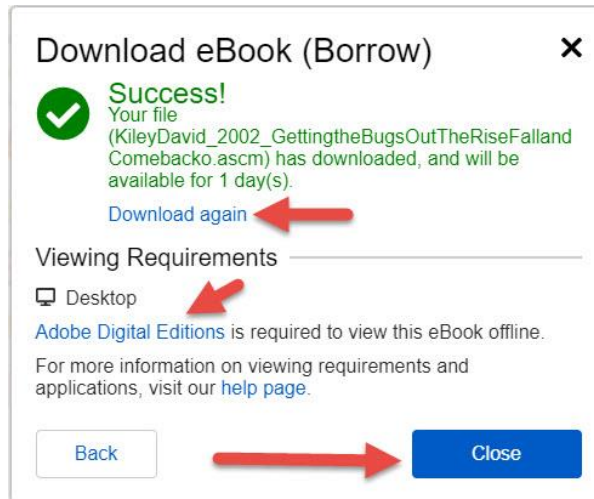 Download eBook (Borrow)
Success!
Your file
(KileyDavid_2002_GettingtheBugsOutTheRiseFalland
Comebacko.ascm) has downloaded, and will be
available for 1 day(s).
Download again
Viewing Requirements
Desktop
Adobe Digital Editions is required to view this eBook offline.
For more information on viewing requirements and
applications, visit our help page.
Back
Close